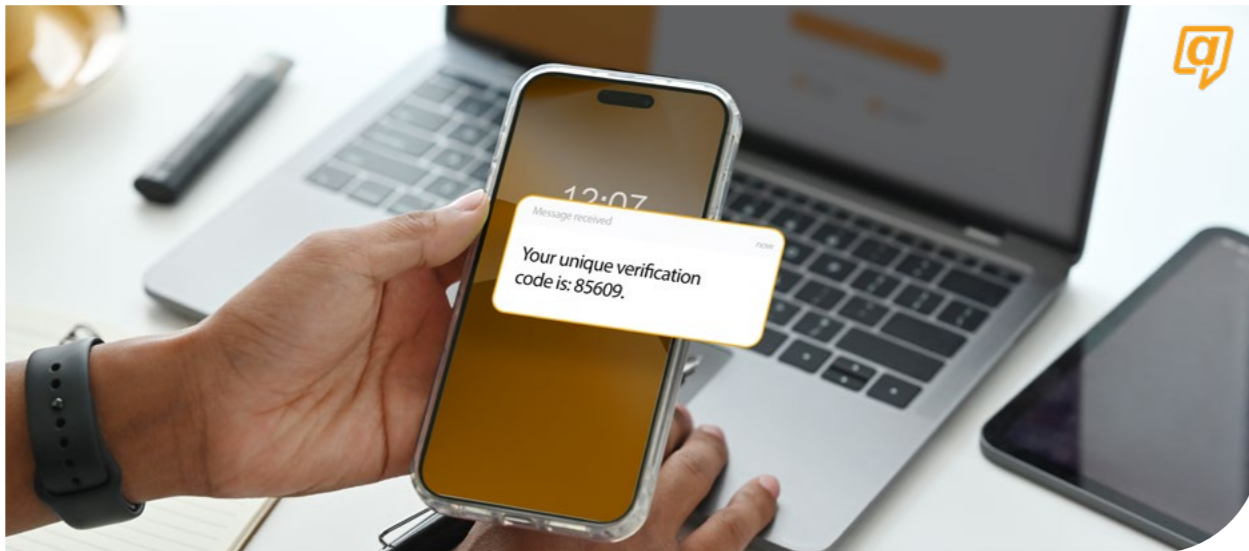 12:07
Message received
now
Your unique verification
code is: 85609.